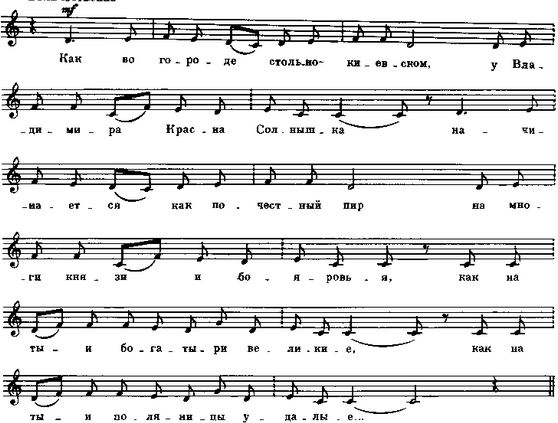 mf
Как во го-ро-де столь-но-ки-ев-ском, у Вла-
-ди-ми-ра Крас-на Сол-ныш-ка на-чи-
-на-ет-ся как по-чест-ный пир на мно-
-ги кня-зи и бо-я-ровь-я, как на
ты-и бо-га-ты-ри ве-ли-ки-е, как на
ты-и по-ля-ни-цы у-да-лы-е...